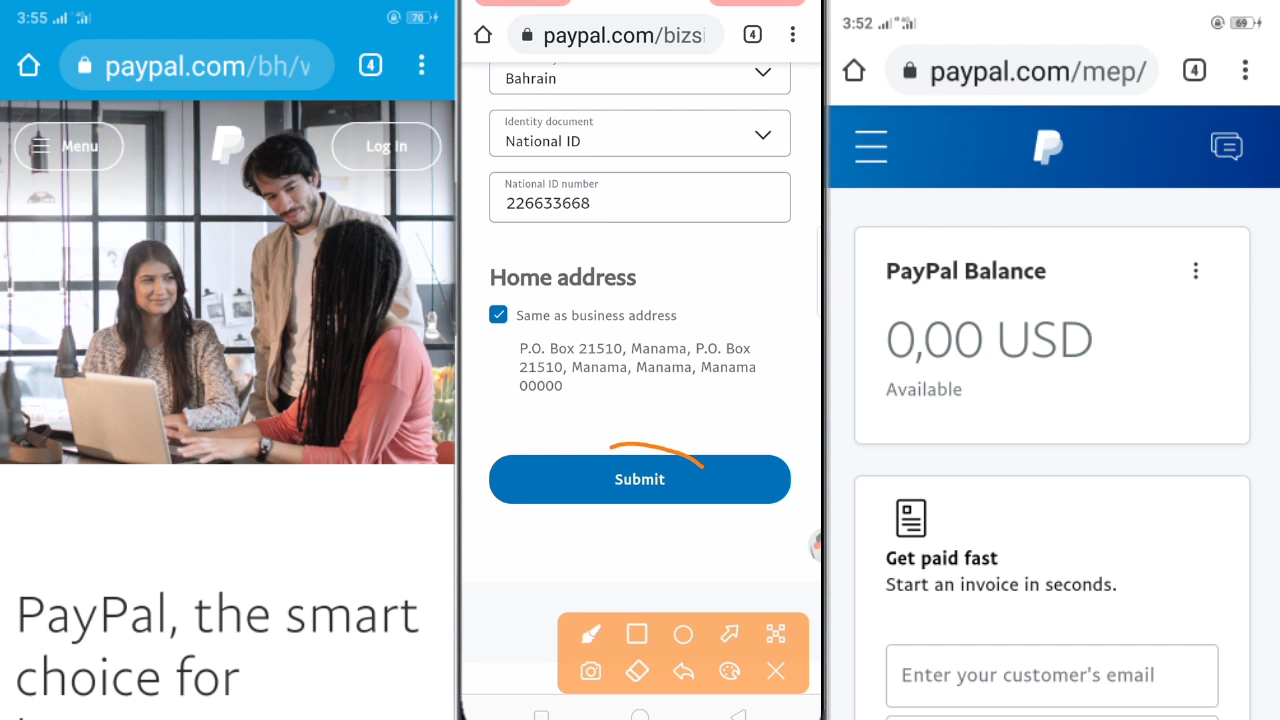 3:55
70
paypal.com/bh/
4
Menu
Log In
PayPal, the smart
choice for
paypal.com/bizsi
4
Bahrain
Identity document
National ID
National ID number
226633668
Home address
Same as business address
P.O. Box 21510, Manama, P.O. Box
21510, Manama, Manama, Manama
00000
Submit
3:52
69
paypal.com/mep/
4
PayPal Balance
0,00 USD
Available
Get paid fast
Start an invoice in seconds.
Enter your customer's email